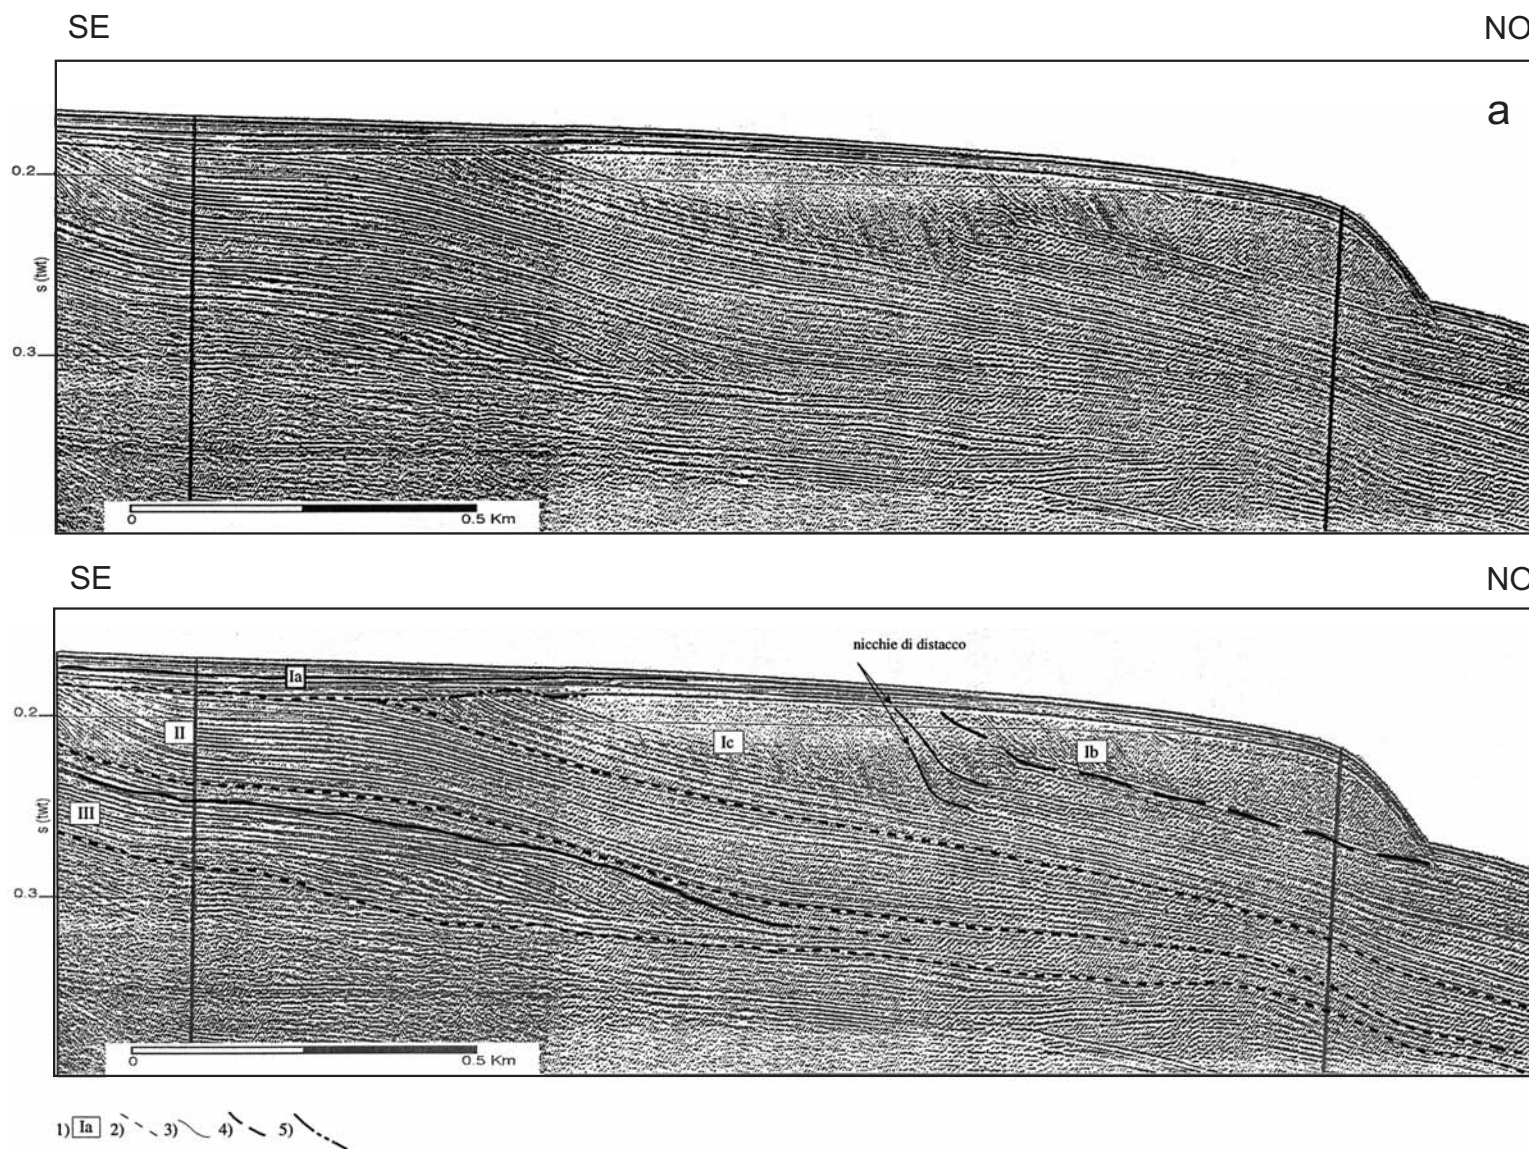 SE NO
a
0.2
s (twt)
0.3
0 0.5 Km
SE NO
nicchie di distacco
Ia
0.2
II
Ic
Ib
s (twt)
III
0.3
0 0.5 Km
1) Ia 2) 3) 4) 5)